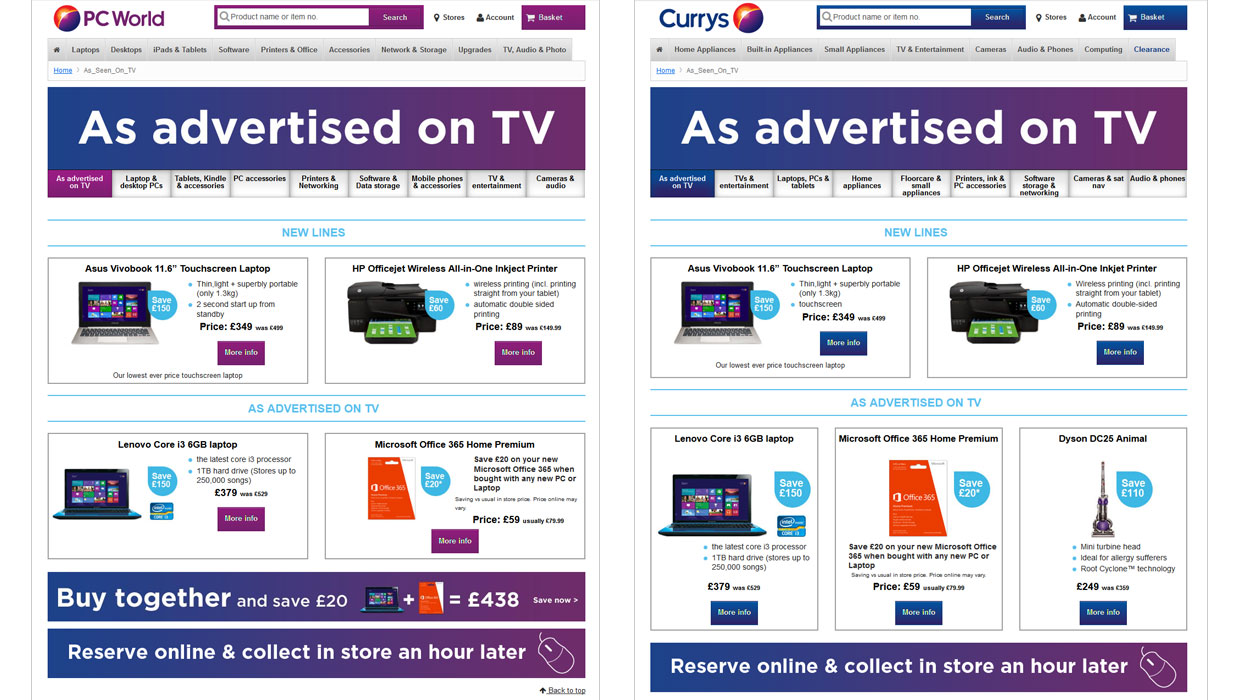 PC World
Product name or item no.
Search
Stores
Account
Basket
Laptops
Desktops
iPads & Tablets
Software
Printers & Office
Accessories
Network & Storage
Upgrades
TV, Audio & Photo
Home
As_Seen_On_TV
As advertised on TV
As advertised
on TV
Laptop &
desktop PCs
Tablets, Kindle
& accessories
PC accessories
Printers &
Networking
Software &
Data storage
Mobile phones
& accessories
TV &
entertainment
Cameras &
audio
NEW LINES
Asus Vivobook 11.6” Touchscreen Laptop
Save
£150
Thin,light + superbly portable
(only 1.3kg)
2 second start up from
standby
Price: £349 was £499
More info
Our lowest ever price touchscreen laptop
HP Officejet Wireless All-in-One Inkject Printer
Save
£60
wireless printing (incl. printing
straight from your tablet)
automatic double sided
printing
Price: £89 was £149.99
More info
AS ADVERTISED ON TV
Lenovo Core i3 6GB laptop
Save
£150
the latest core i3 processor
1TB hard drive (Stores up to
250,000 songs)
£379 was £529
More info
Microsoft Office 365 Home Premium
Office 365
Save
£20*
Save £20 on your new
Microsoft Office 365 when
bought with any new PC or
Laptop
Saving vs usual in store price. Price online may
vary.
Price: £59 usually £79.99
More info
Buy together and save £20
+
= £438
Save now >
Reserve online & collect in store an hour later
Back to top
Currys
Product name or item no.
Search
Stores
Account
Basket
Home Appliances
Built-in Appliances
Small Appliances
TV & Entertainment
Cameras
Audio & Phones
Computing
Clearance
Home
As_Seen_On_TV
As advertised on TV
As advertised
on TV
TVs &
entertainment
Laptops, PCs &
tablets
Home
appliances
Floorcare &
small
appliances
Printers, ink &
PC accessories
Software
storage &
networking
Cameras & sat
nav
Audio & phones
NEW LINES
Asus Vivobook 11.6” Touchscreen Laptop
Save
£150
Thin,light + superbly portable
(only 1.3kg)
touchscreen
Price: £349 was £499
More info
Our lowest ever price touchscreen laptop
HP Officejet Wireless All-in-One Inkjet Printer
Save
£60
Wireless printing (incl. printing
straight from your tablet)
Automatic double-sided
printing
Price: £89 was £149.99
More info
AS ADVERTISED ON TV
Lenovo Core i3 6GB laptop
Save
£150
intel
CORE i3
the latest core i3 processor
1TB hard drive (stores up to
250,000 songs)
£379 was £529
More info
Microsoft Office 365 Home Premium
Office 365
Save
£20*
Save £20 on your new Microsoft Office
365 when bought with any new PC or
Laptop
Saving vs usual in store price. Price online may vary.
Price: £59 usually £79.99
More info
Dyson DC25 Animal
Save
£110
Mini turbine head
Ideal for allergy sufferers
Root Cyclone™ technology
£249 was £359
More info
Reserve online & collect in store an hour later